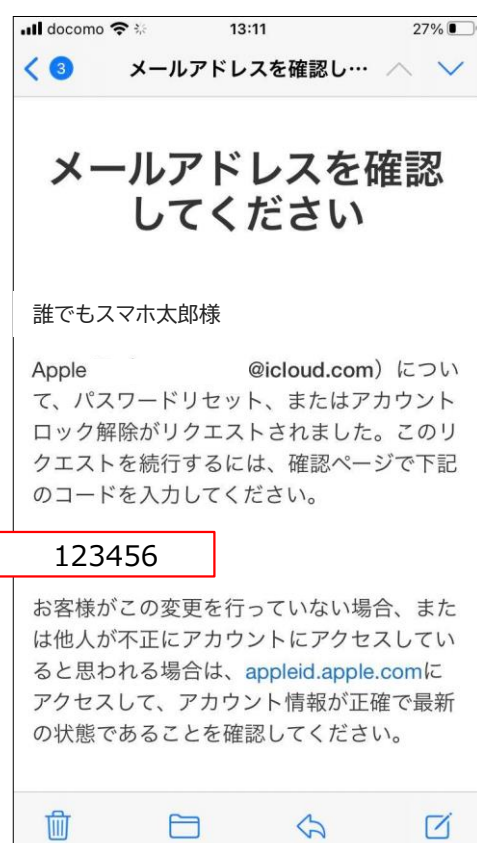 docomo 13:11 27%
3 メールアドレスを確認し…
メールアドレスを確認
してください
誰でもスマホ太郎様
Apple @icloud.com）につい
て、パスワードリセット、またはアカウント
ロック解除がリクエストされました。このリ
クエストを続行するには、確認ページで下記
のコードを入力してください。
123456
お客様がこの変更を行っていない場合、また
は他人が不正にアカウントにアクセスしてい
ると思われる場合は、appleid.apple.comに
アクセスして、アカウント情報が正確で最新
の状態であることを確認してください。